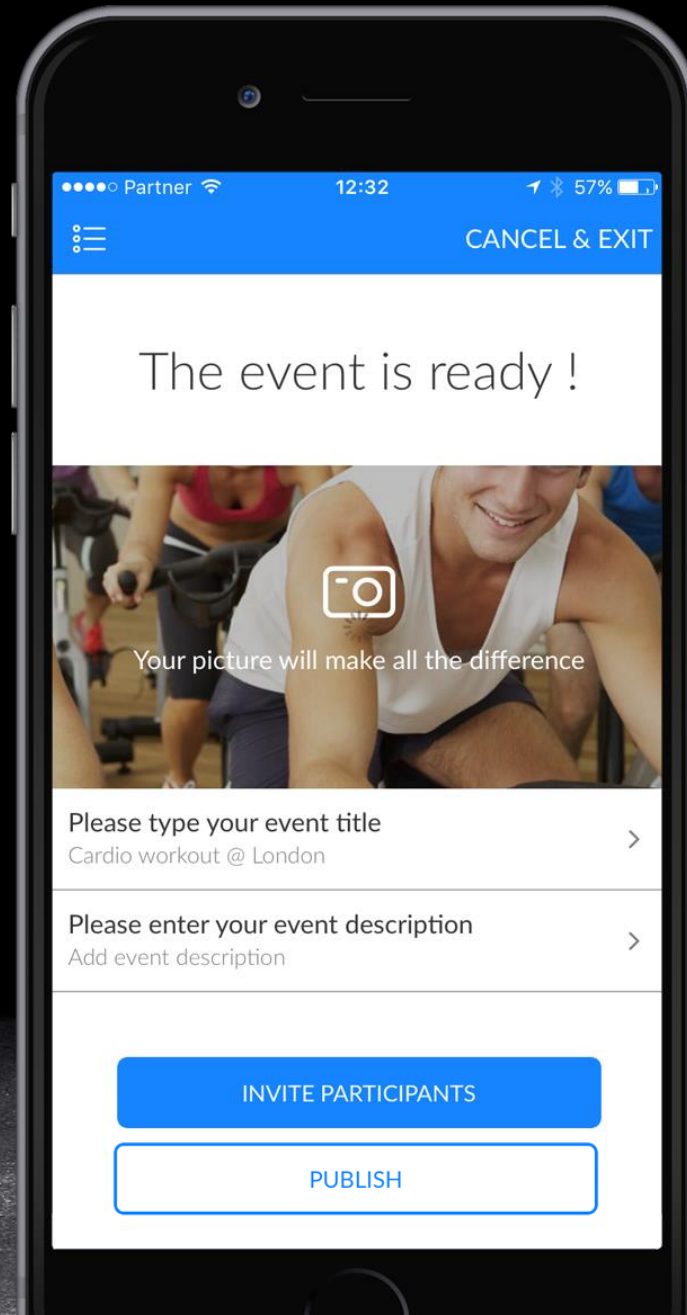 Partner 12:32 57%
CANCEL & EXIT
The event is ready !
Your picture will make all the difference
Please type your event title
Cardio workout @ London
Please enter your event description
Add event description
INVITE PARTICIPANTS
PUBLISH